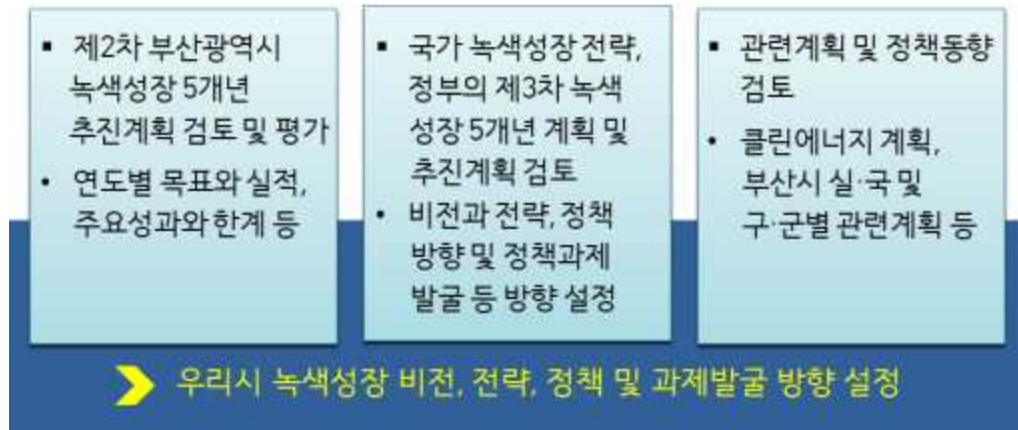 ▪ 제2차 부산광역시
녹색성장 5개년
추진계획 검토 및 평가
• 연도별 목표와 실적,
주요성과와 한계 등
▪ 국가 녹색성장 전략,
정부의 제3차 녹색
성장 5개년 계획 및
추진계획 검토
• 비전과 전략, 정책
방향 및 정책과제
발굴 등 방향 설정
▪ 관련계획 및 정책동향
검토
• 클린에너지 계획,
부산시 실·국 및
구·군별 관련계획 등
우리시 녹색성장 비전, 전략, 정책 및 과제발굴 방향 설정